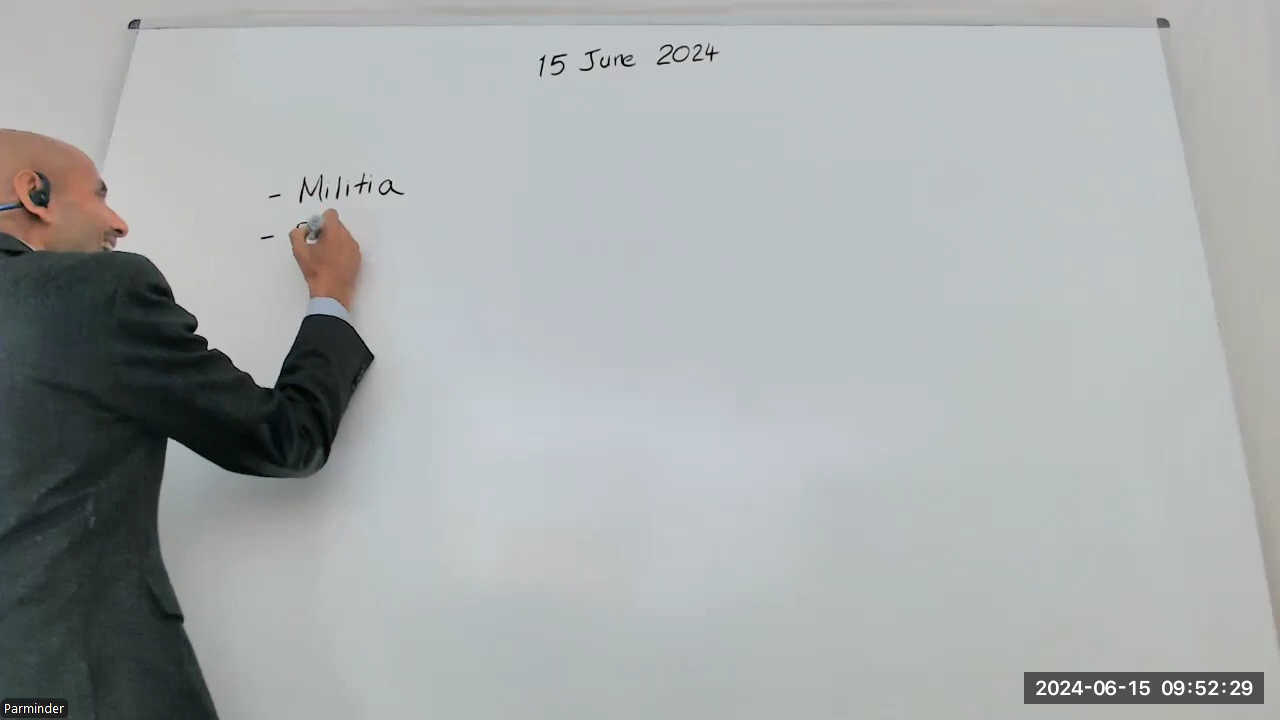 15 June 2024
- Militia
-
Parminder
2024-06-15 09:52:29